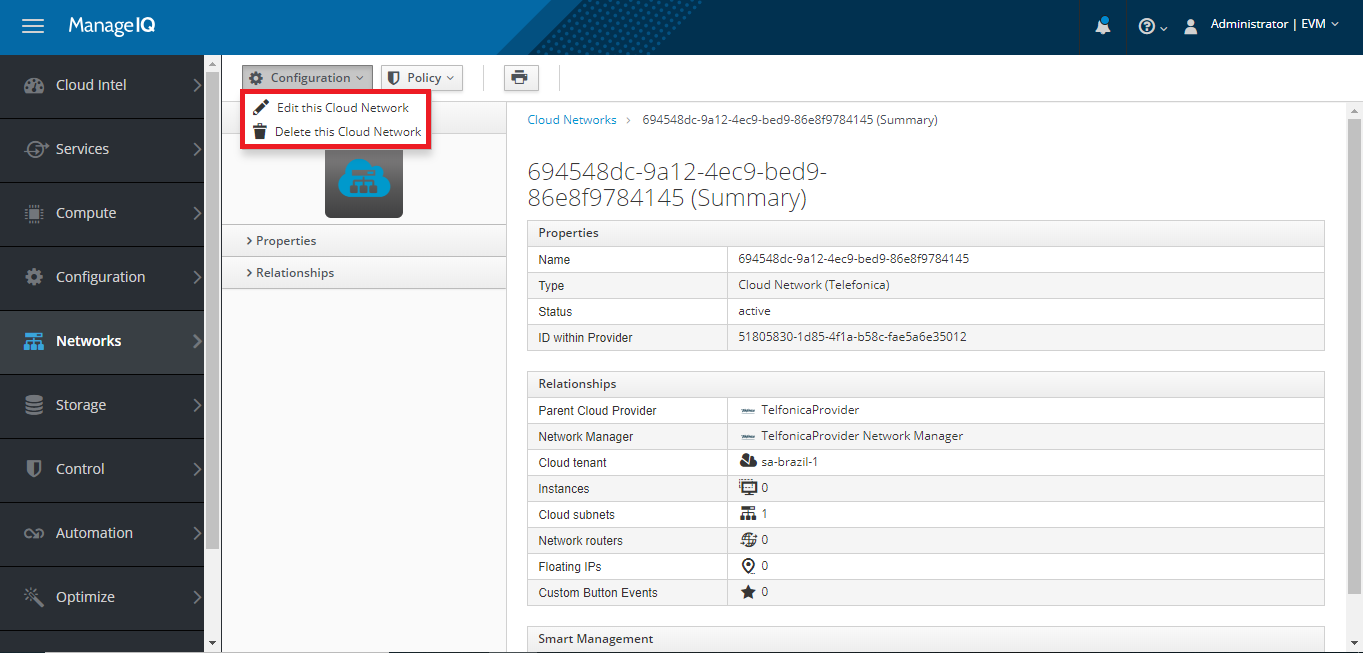 ManageIQ
Administrator | EVM
Cloud Intel
Services
Compute
Configuration
Networks
Storage
Control
Automation
Optimize
Configuration
Policy
Edit this Cloud Network
Delete this Cloud Network
Properties
Relationships
Cloud Networks > 694548dc-9a12-4ec9-bed9-86e8f9784145 (Summary)
694548dc-9a12-4ec9-bed9-
86e8f9784145 (Summary)
Properties
Name 694548dc-9a12-4ec9-bed9-86e8f9784145
Type Cloud Network (Telefonica)
Status active
ID within Provider 51805830-1d85-4f1a-b58c-fae5a6e35012
Relationships
Parent Cloud Provider TelfonicaProvider
Network Manager TelfonicaProvider Network Manager
Cloud tenant sa-brazil-1
Instances 0
Cloud subnets 1
Network routers 0
Floating IPs 0
Custom Button Events 0
Smart Management